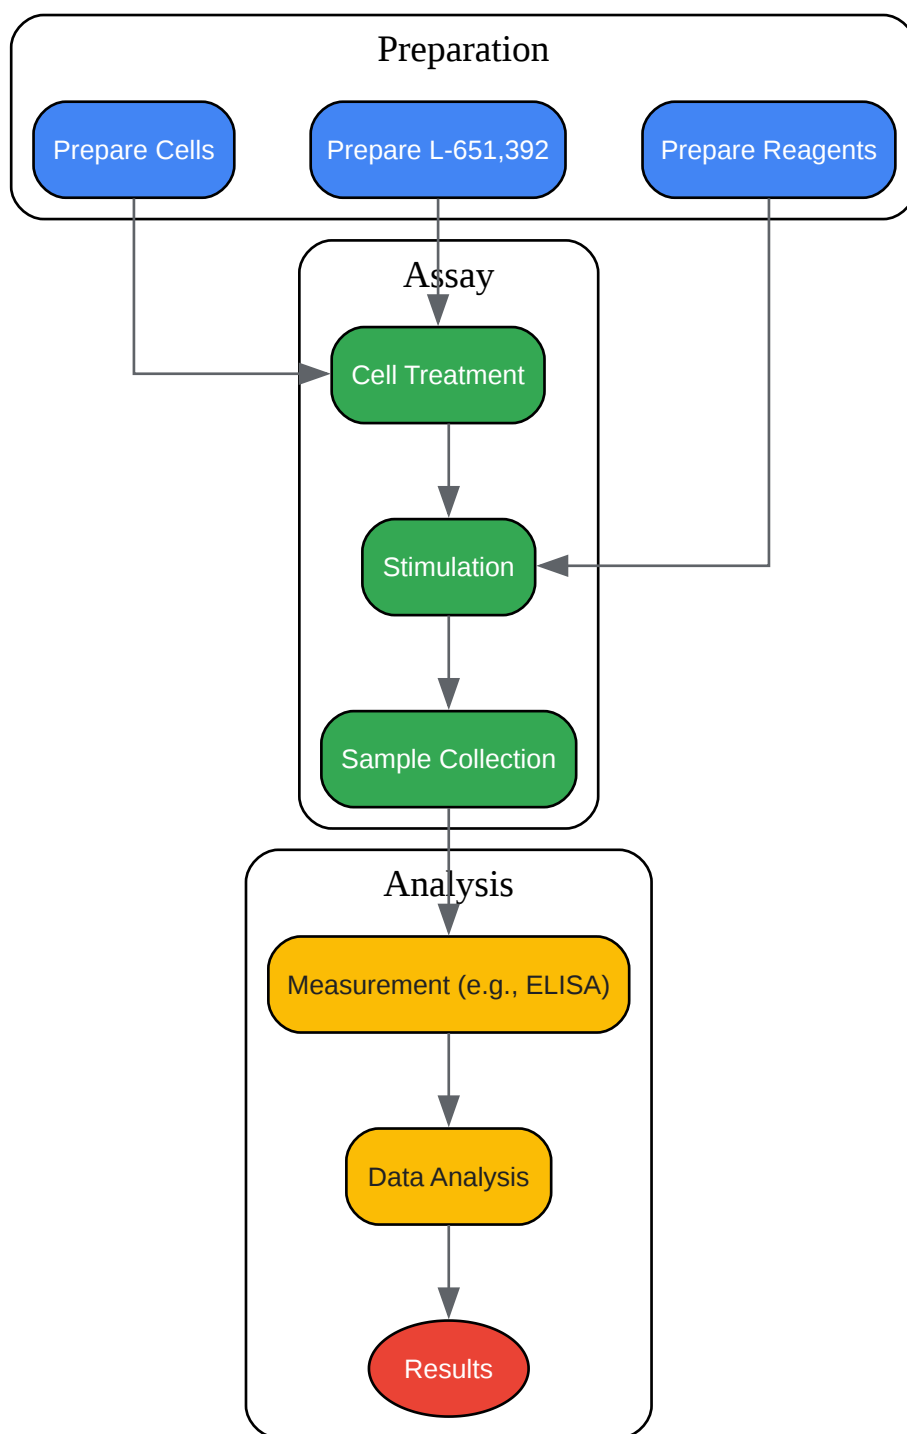 Preparation
Prepare Cells
Prepare L-651,392
Prepare Reagents
Assay
Cell Treatment
Stimulation
Sample Collection
Analysis
Measurement (e.g., ELISA)
Data Analysis
Results